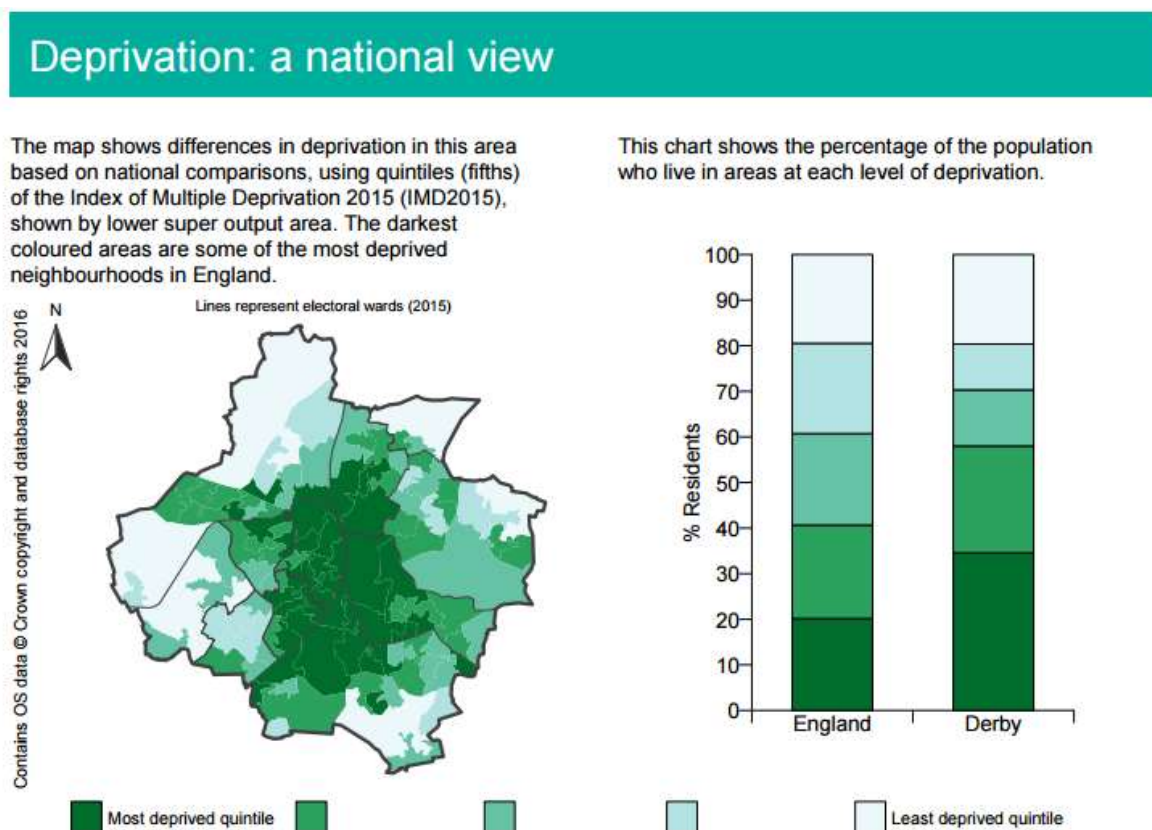 Deprivation: a national view
The map shows differences in deprivation in this area
based on national comparisons, using quintiles (fifths)
of the Index of Multiple Deprivation 2015 (IMD2015),
shown by lower super output area. The darkest
coloured areas are some of the most deprived
neighbourhoods in England.
Lines represent electoral wards (2015)
N
Contains OS data © Crown copyright and database rights 2016
This chart shows the percentage of the population
who live in areas at each level of deprivation.
% Residents
100
90
80
70
60
50
40
30
20
10
0
England Derby
Most deprived quintile Least deprived quintile